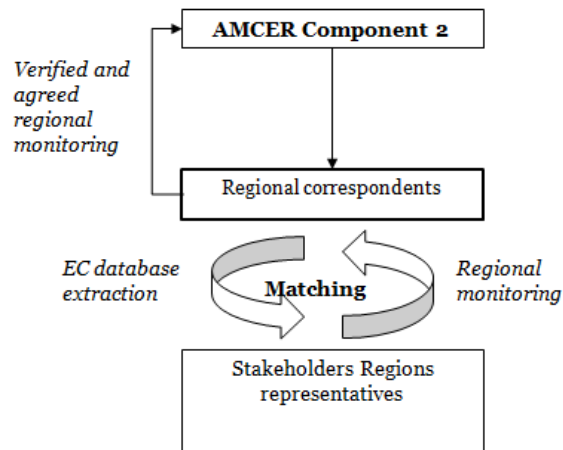 AMCER Component 2
Verified and
agreed
regional
monitoring
Regional correspondents
EC database
extraction
Matching
Regional
monitoring
Stakeholders Regions
representatives